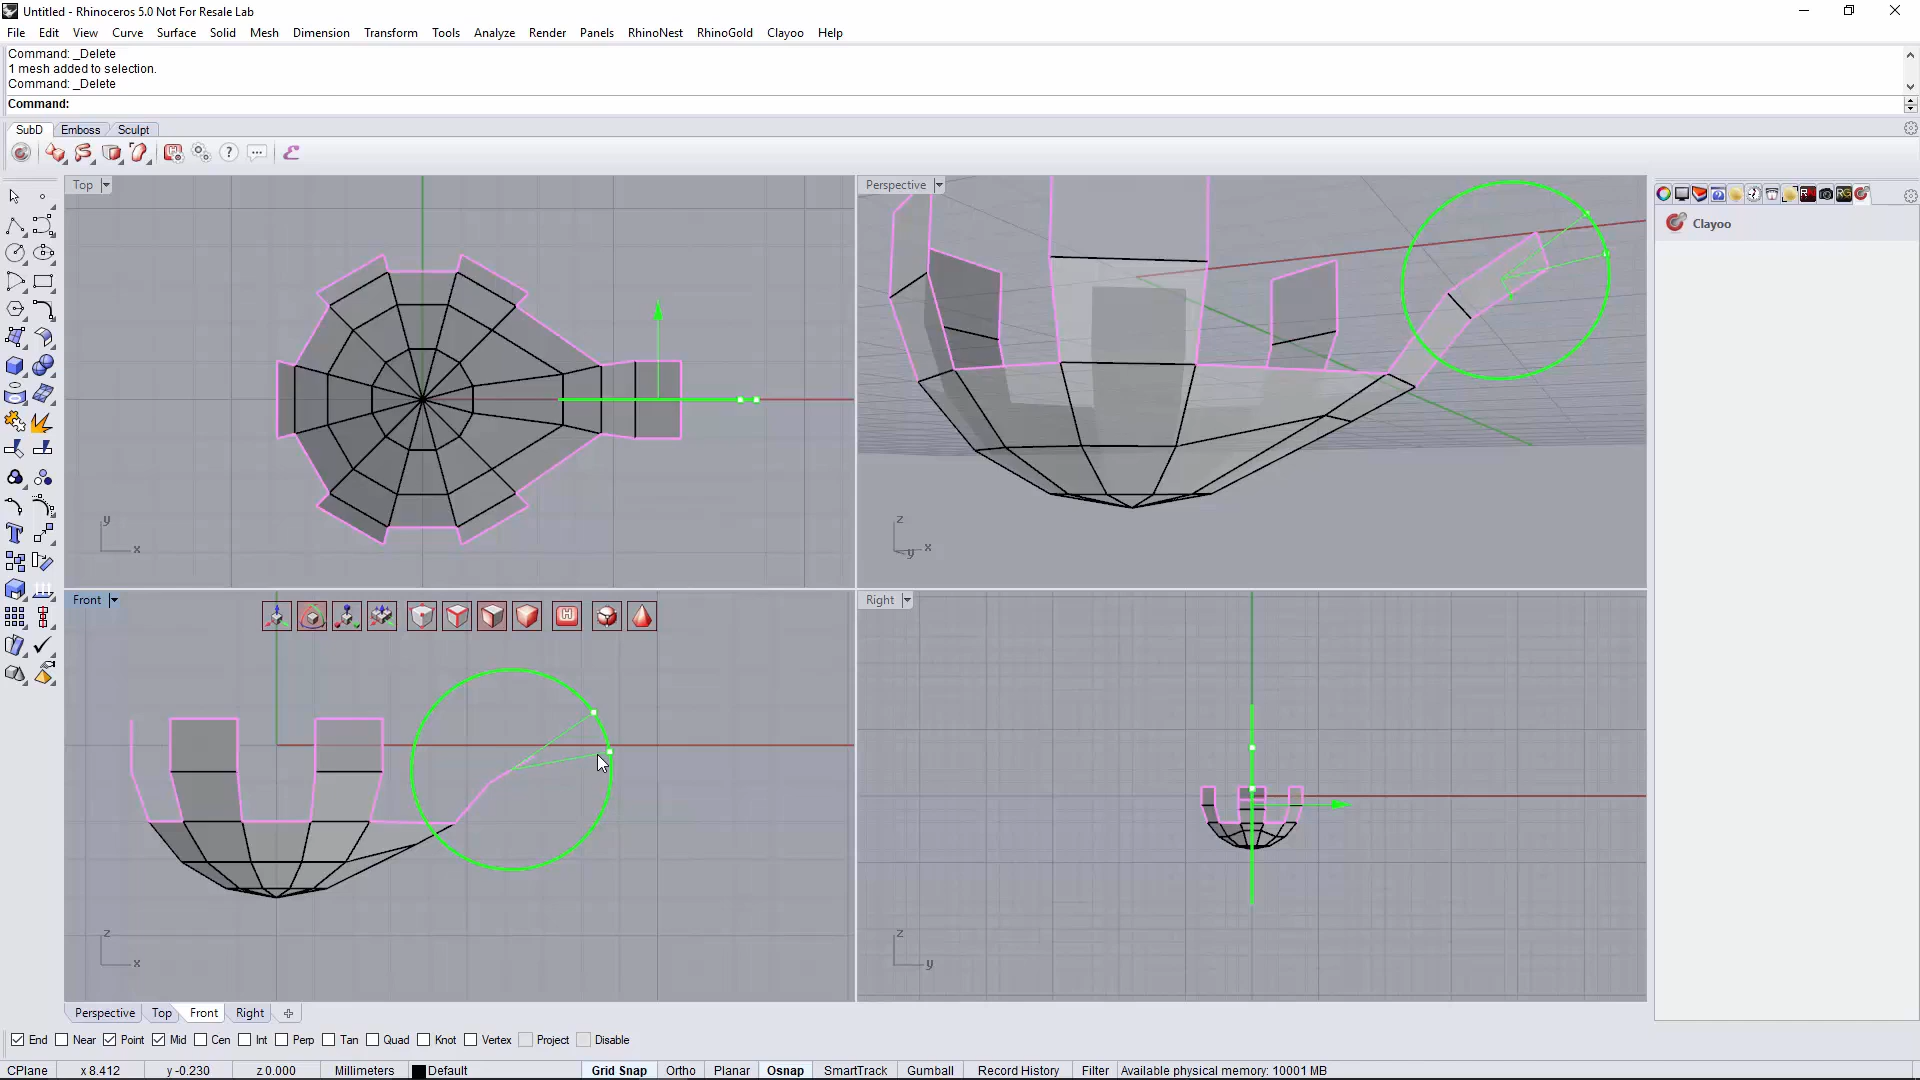 Untitled - Rhinoceros 5.0 Not For Resale Lab
File Edit View Curve Surface Solid Mesh Dimension Transform Tools Analyze Render Panels RhinoNest RhinoGold Clayoo Help
Command: _Delete
1 mesh added to selection.
Command: _Delete
Command:
SubD Emboss Sculpt
Top
Perspective
Clayoo
y
x
z
y
x
Front
Right
z
x
z
y
Perspective Top Front Right
End Near Point Mid Cen Int Perp Tan Quad Knot Vertex Project Disable
CPlane x 8.412 y -0.230 z 0.000 Millimeters Default Grid Snap Ortho Planar Osnap SmartTrack Gumball Record History Filter Available physical memory: 10001 MB